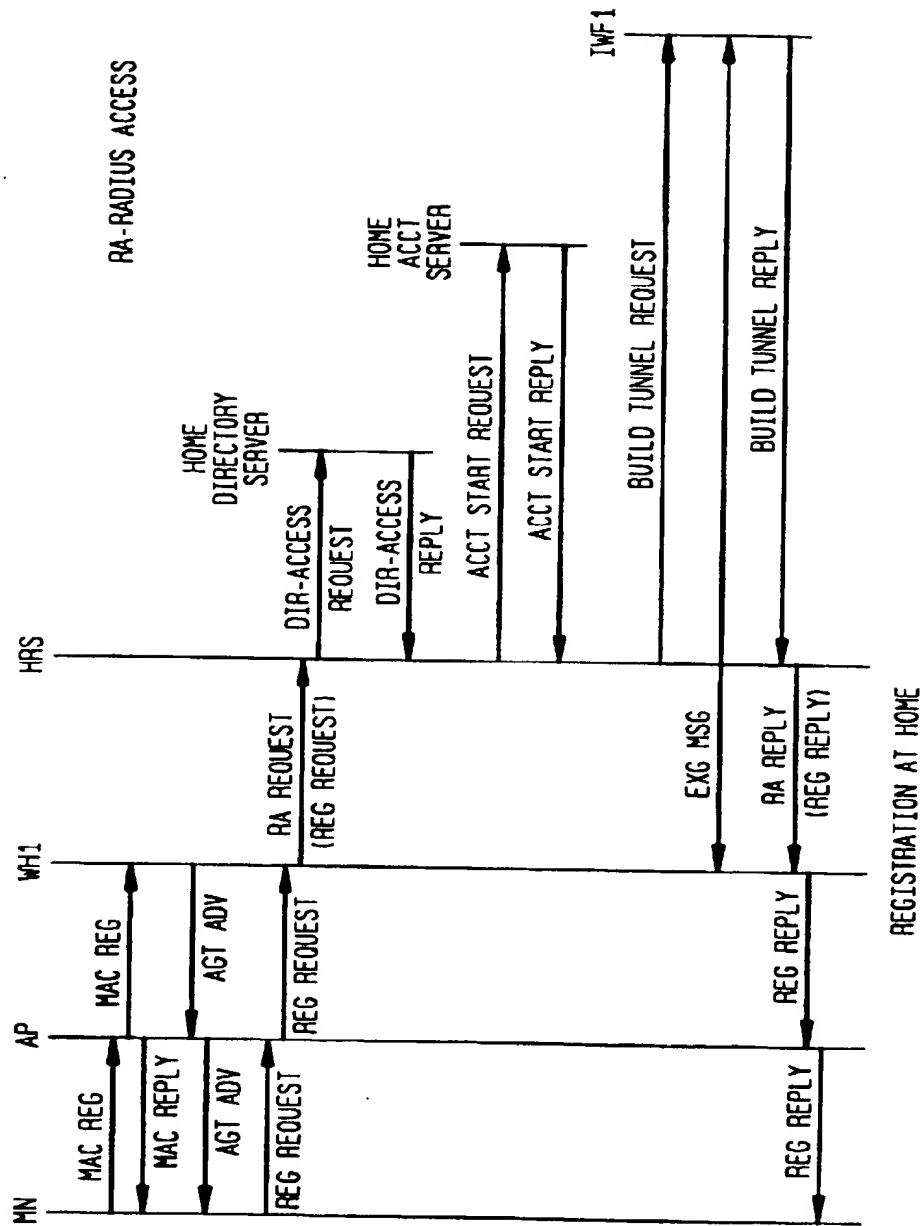 RA-RADIUS ACCESS
MN
AP
WH1
HRS
HOME
DIRECTORY
SERVER
HOME
ACCT
SERVER
IWF1
MAC REG
MAC REG
MAC REPLY
AGT ADV
AGT ADV
REG REQUEST
REG REQUEST
RA REQUEST
(REG REQUEST)
DIR-ACCESS
REQUEST
DIR-ACCESS
REPLY
ACCT START REQUEST
ACCT START REPLY
BUILD TUNNEL REQUEST
EXG MSG
BUILD TUNNEL REPLY
RA REPLY
(REG REPLY)
REG REPLY
REG REPLY
REGISTRATION AT HOME